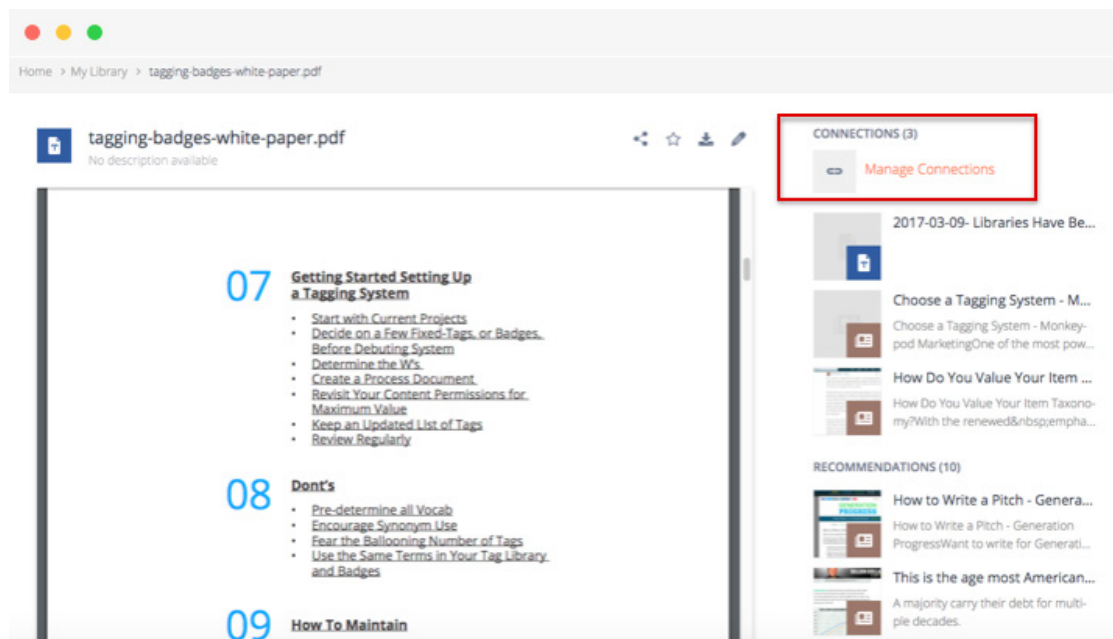 Home > My Library > tagging-badges-white-paper.pdf
tagging-badges-white-paper.pdf
No description available
07
Getting Started Setting Up
a Tagging System
• Start with Current Projects
• Decide on a Few Fixed-Tags, or Badges,
Before Debuting System
• Determine the W's
• Create a Process Document
• Revisit Your Content Permissions for
Maximum Value
• Keep an Updated List of Tags
• Review Regularly
08
Dont's
• Pre-determine all Vocab
• Encourage Synonym Use
• Fear the Ballooning Number of Tags
• Use the Same Terms in Your Tag Library
and Badges
09
How To Maintain
CONNECTIONS (3)
Manage Connections
2017-03-09- Libraries Have Be...
Choose a Tagging System - M...
Choose a Tagging System - Monkey-
pod MarketingOne of the most pow...
How Do You Value Your Item ...
How Do You Value Your Item Taxono-
my?With the renewed&nbsp;empha...
RECOMMENDATIONS (10)
How to Write a Pitch - Genera...
How to Write a Pitch - Generation
ProgressWant to write for Generati...
This is the age most American...
A majority carry their debt for multi-
ple decades.